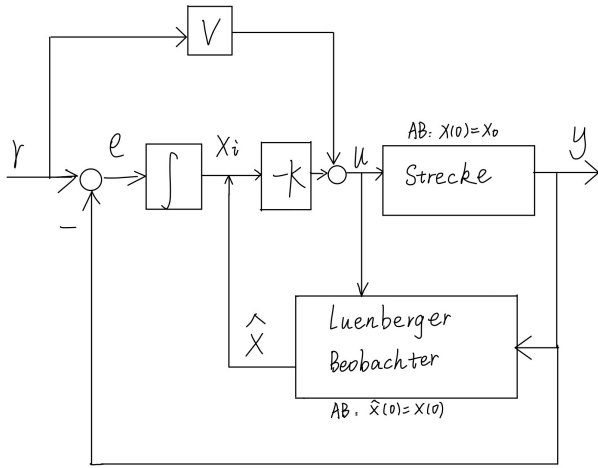 V
r
e
∫
Xi
-K
u
AB: X(0)=X₀
Strecke
y
−
X̂
Luenberger
Beobachter
AB: X̂(0)=X(0)